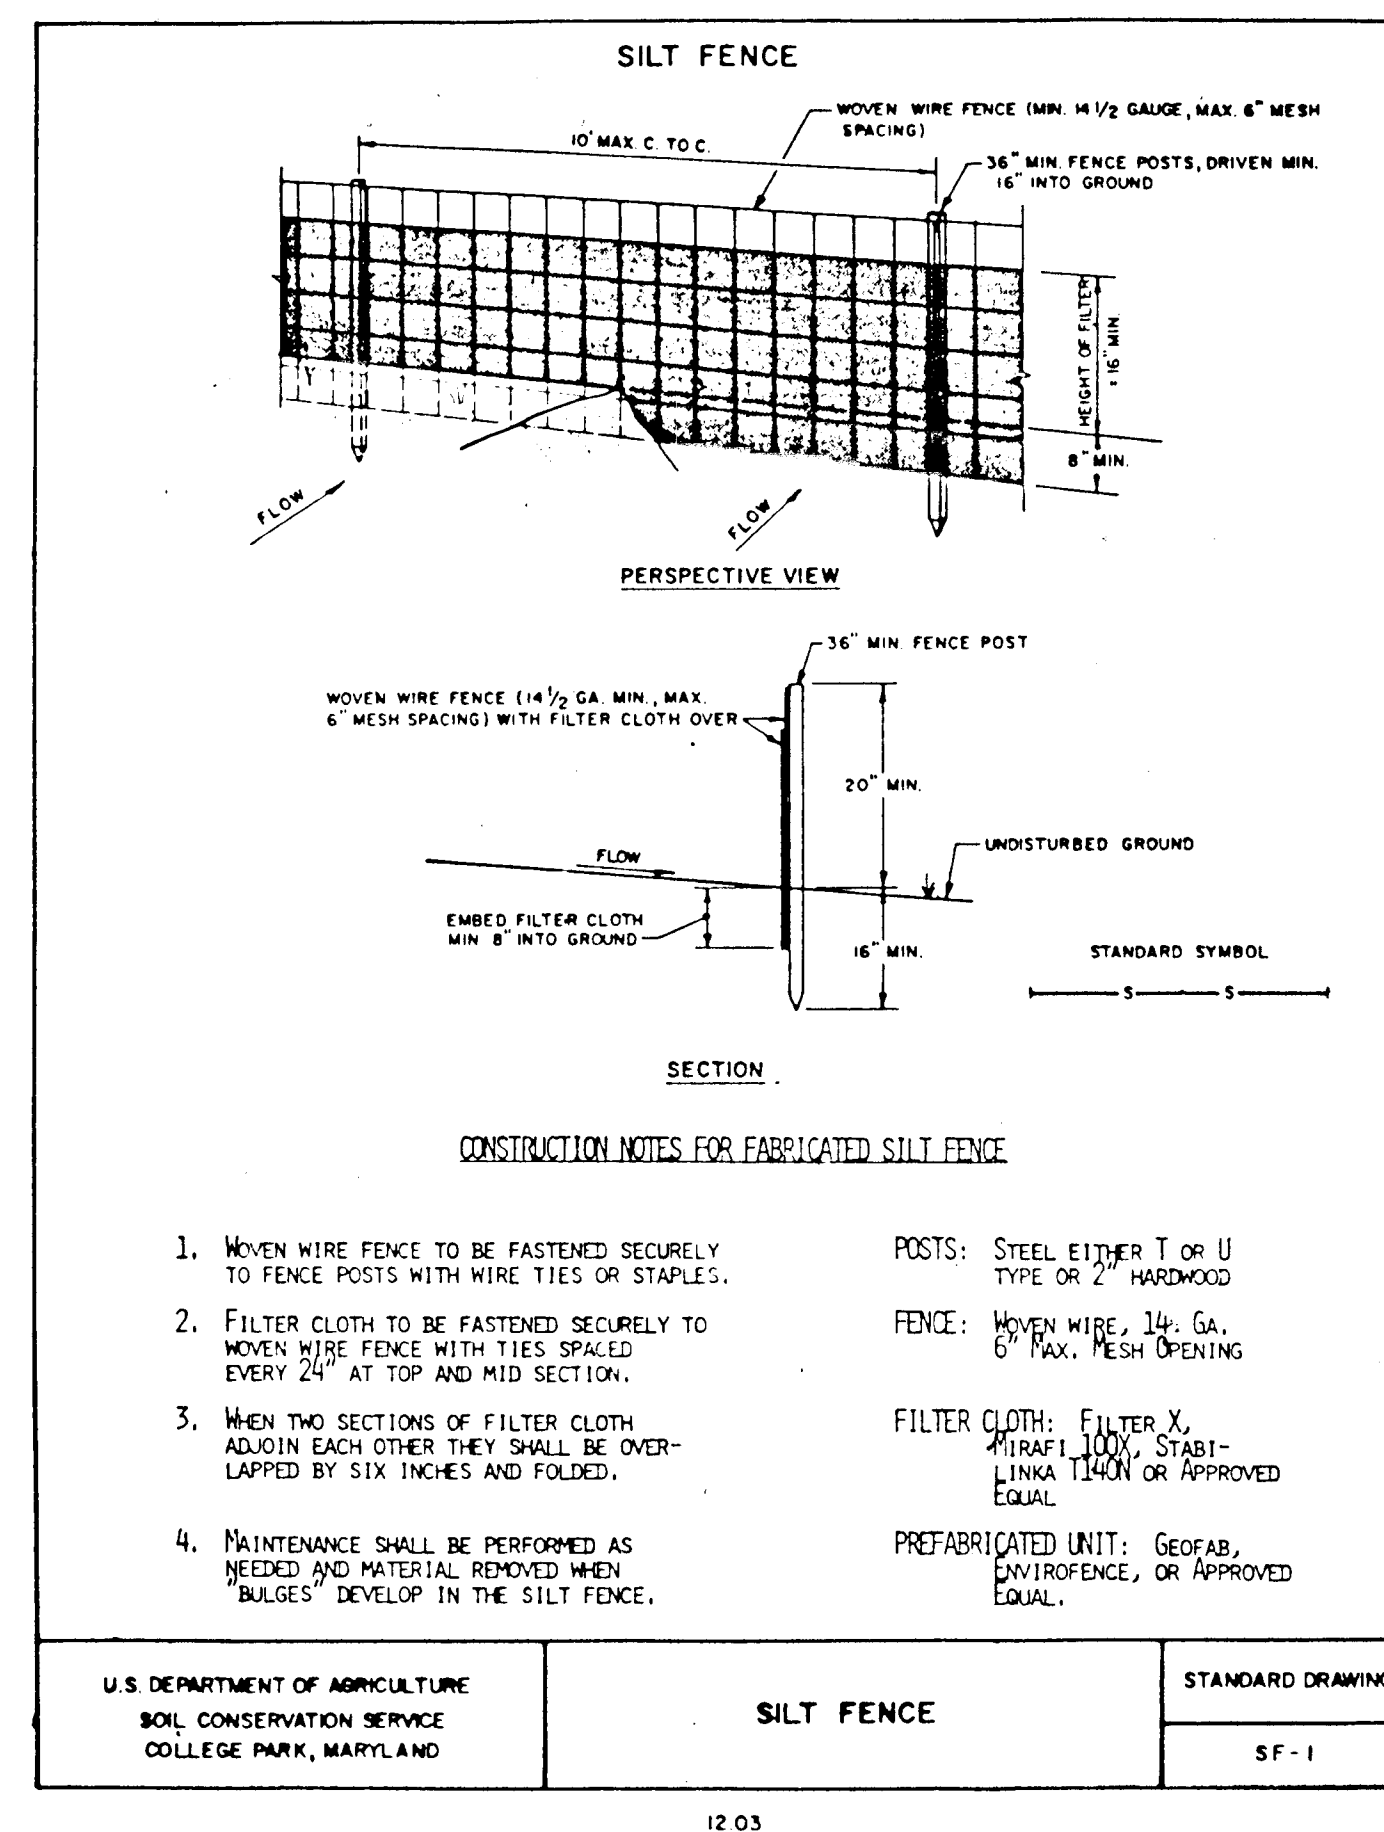 SILT FENCE
WOVEN WIRE FENCE (MIN. 14 1/2 GAUGE, MAX. 6" MESH
SPACING)
10' MAX. C. TO C.
36" MIN. FENCE POSTS, DRIVEN MIN.
16" INTO GROUND
HEIGHT OF FILTER
= 16" MIN.
8" MIN.
FLOW
FLOW
PERSPECTIVE VIEW
36" MIN. FENCE POST
WOVEN WIRE FENCE (14 1/2 GA. MIN., MAX.
6" MESH SPACING) WITH FILTER CLOTH OVER
20" MIN.
UNDISTURBED GROUND
FLOW
EMBED FILTER CLOTH
MIN 8" INTO GROUND
16" MIN.
STANDARD SYMBOL
S S
SECTION
CONSTRUCTION NOTES FOR FABRICATED SILT FENCE
1. WOVEN WIRE FENCE TO BE FASTENED SECURELY
TO FENCE POSTS WITH WIRE TIES OR STAPLES.
2. FILTER CLOTH TO BE FASTENED SECURELY TO
WOVEN WIRE FENCE WITH TIES SPACED
EVERY 24" AT TOP AND MID SECTION.
3. WHEN TWO SECTIONS OF FILTER CLOTH
ADJOIN EACH OTHER THEY SHALL BE OVER-
LAPPED BY SIX INCHES AND FOLDED.
4. MAINTENANCE SHALL BE PERFORMED AS
NEEDED AND MATERIAL REMOVED WHEN
"BULGES" DEVELOP IN THE SILT FENCE.
POSTS: STEEL EITHER T OR U
TYPE OR 2" HARDWOOD
FENCE: WOVEN WIRE, GA.
6" MAX. MESH OPENING
FILTER CLOTH: FILTER X,
MIRAFI 100X, STABI-
LINKA T140N OR APPROVED
EQUAL
PREFABRICATED UNIT: GEOFAB,
ENVIROFENCE, OR APPROVED
EQUAL.
U.S. DEPARTMENT OF AGRICULTURE
SOIL CONSERVATION SERVICE
COLLEGE PARK, MARYLAND
SILT FENCE
STANDARD DRAWING
SF-1
12.03